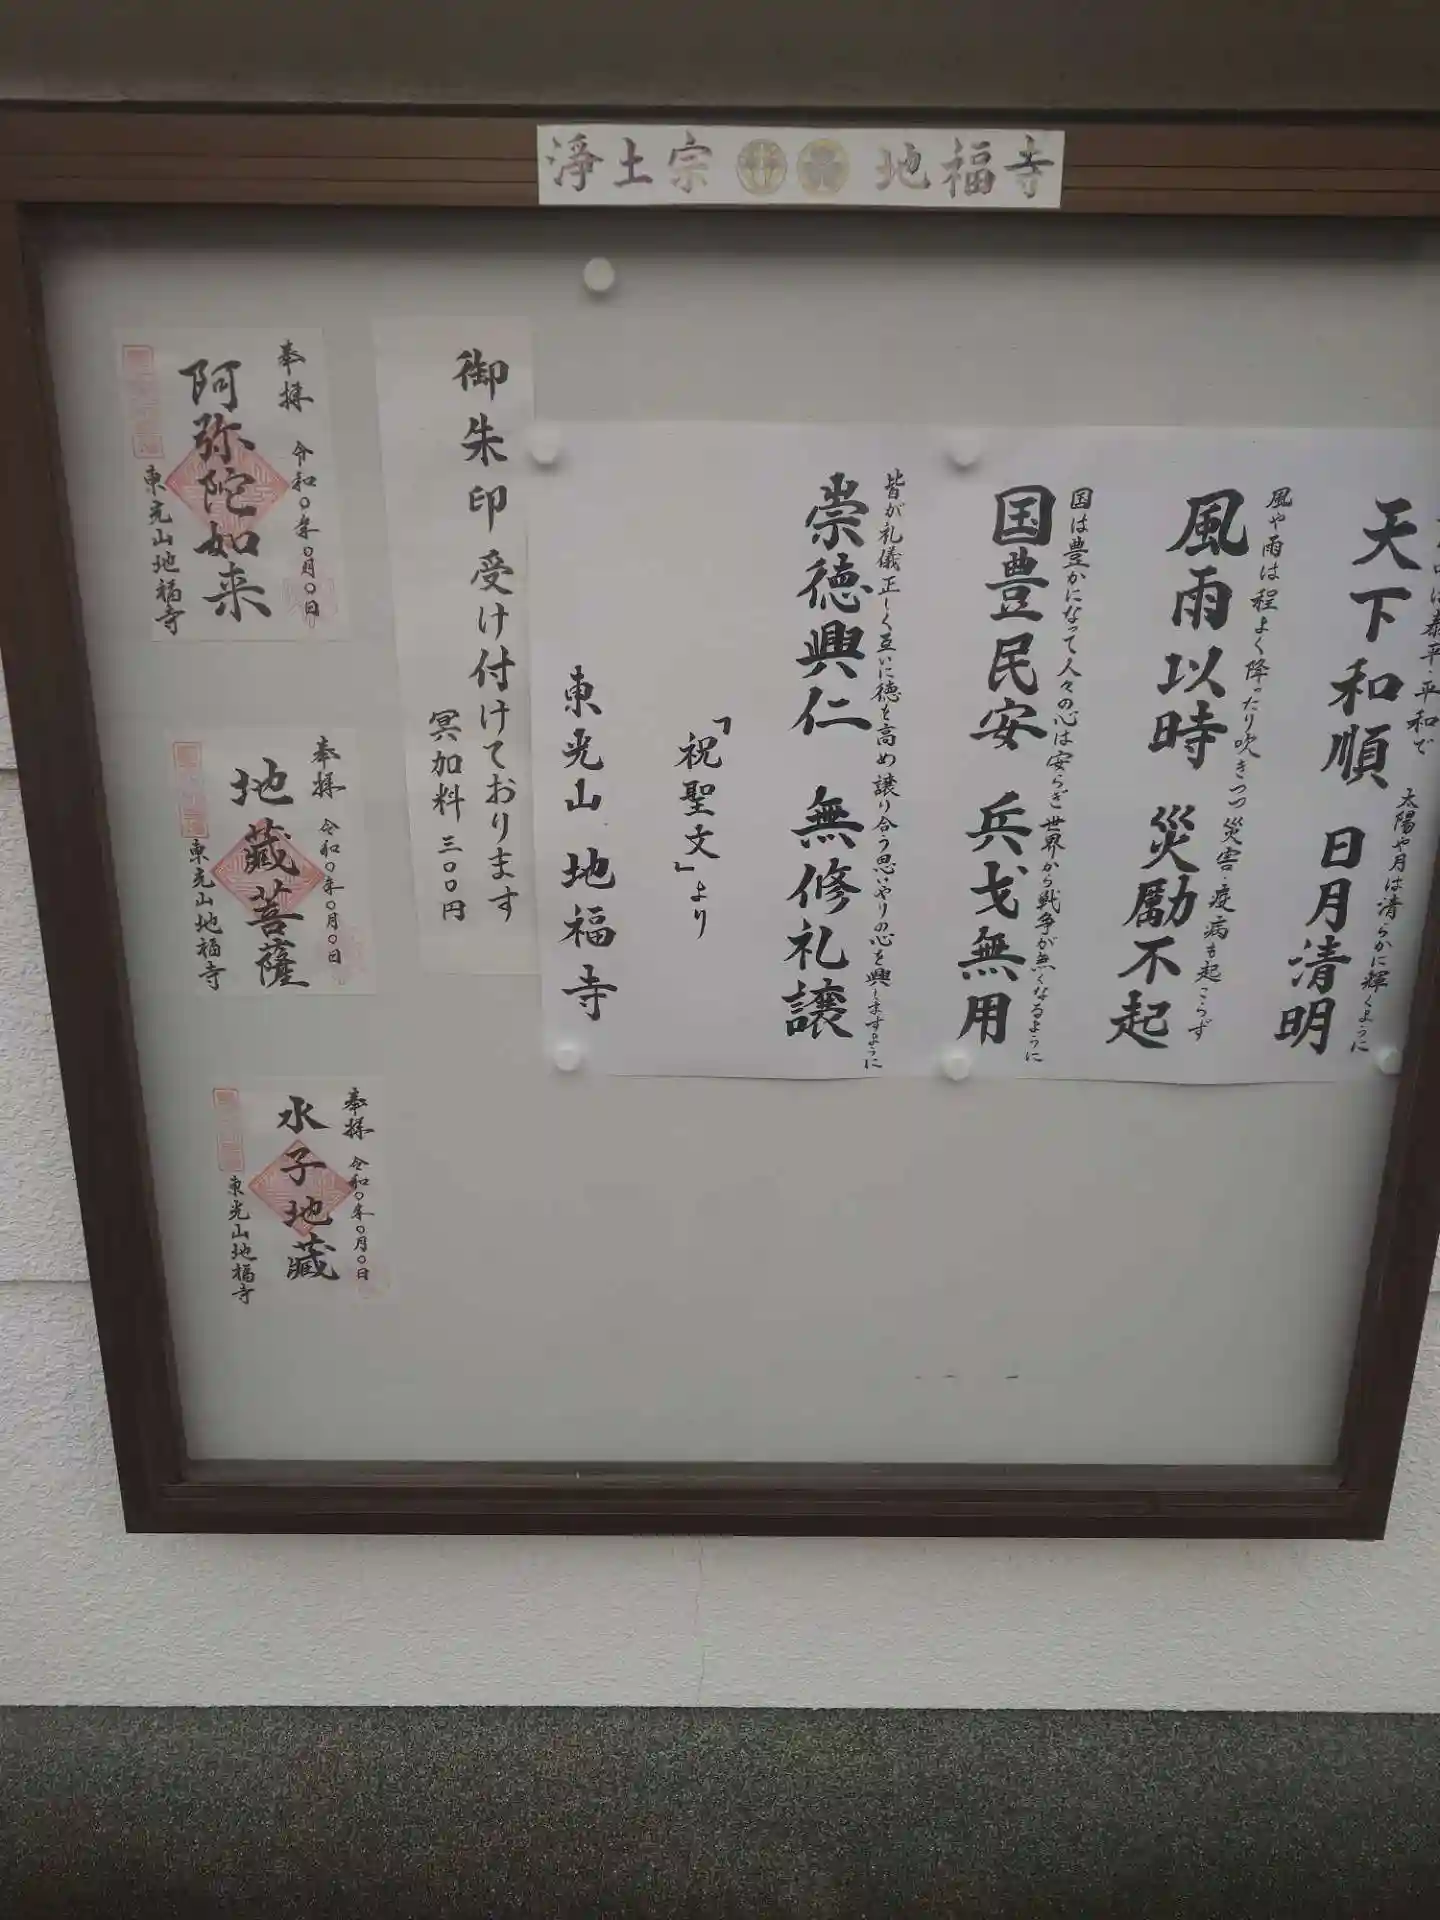 浄土宗 地福寺
天下和順 日月清明
太陽や月は清らかに輝くように
風雨以時 災励不起
風や雨は程よく降ったり吹きつつ災害・疫病も起こらず
国豊民安 兵戈無用
国は豊かになって人々の心は安らぎ世界から戦争が無くなるように
崇徳興仁 無修礼譲
皆が礼儀正しく互いに徳を高め譲り合う思いやりの心を興しますように
「祝聖文」より
東光山 地福寺
御朱印受け付けております
冥加料 三〇〇円
奉拝 令和〇年〇月〇日
阿弥陀如来
東光山地福寺
奉拝 令和〇年〇月〇日
地蔵菩薩
東光山地福寺
奉拝 令和〇年〇月〇日
水子地蔵
東光山地福寺